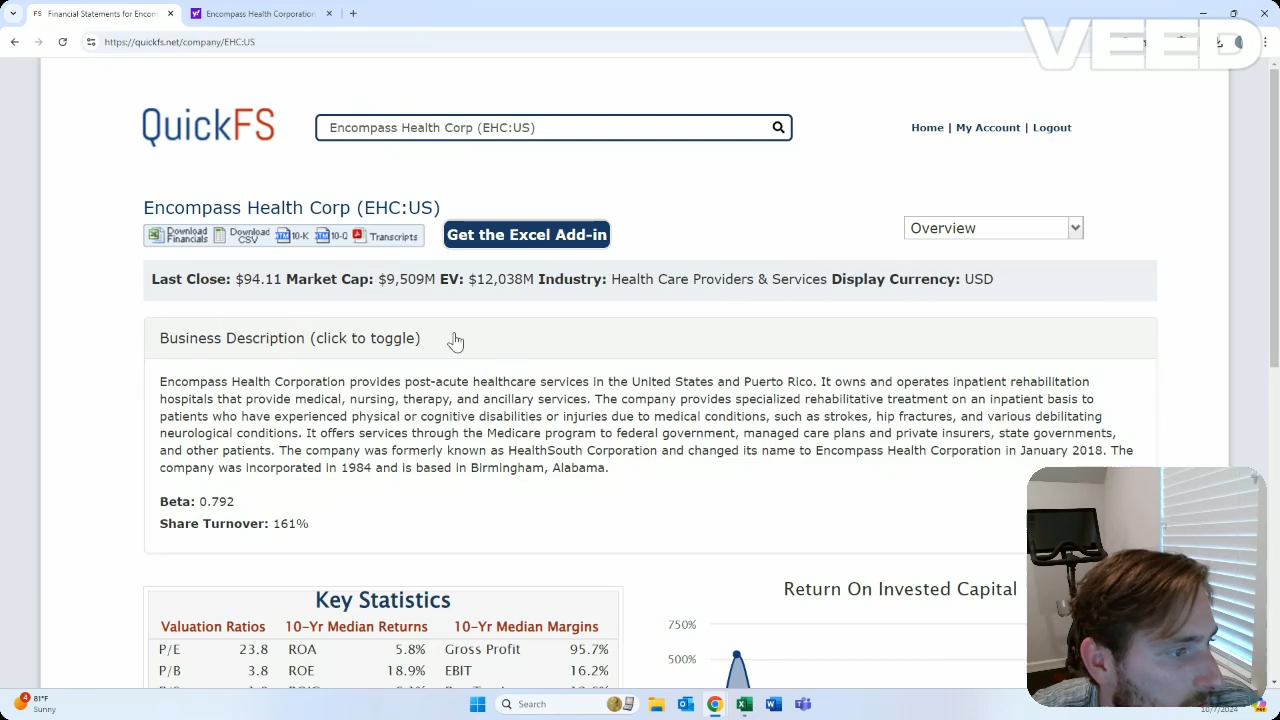 FS Financial Statements for Encom
Encompass Health Corporation
https://quickfs.net/company/EHC:US
VEED
QuickFS
Encompass Health Corp (EHC:US)
Home | My Account | Logout
Encompass Health Corp (EHC:US)
Download Financials
Download CSV
10-K
10-Q
Transcripts
Get the Excel Add-in
Overview
Last Close: $94.11 Market Cap: $9,509M EV: $12,038M Industry: Health Care Providers & Services Display Currency: USD
Business Description (click to toggle)
Encompass Health Corporation provides post-acute healthcare services in the United States and Puerto Rico. It owns and operates inpatient rehabilitation
hospitals that provide medical, nursing, therapy, and ancillary services. The company provides specialized rehabilitative treatment on an inpatient basis to
patients who have experienced physical or cognitive disabilities or injuries due to medical conditions, such as strokes, hip fractures, and various debilitating
neurological conditions. It offers services through the Medicare program to federal government, managed care plans and private insurers, state governments,
and other patients. The company was formerly known as HealthSouth Corporation and changed its name to Encompass Health Corporation in January 2018. The
company was incorporated in 1984 and is based in Birmingham, Alabama.
Beta: 0.792
Share Turnover: 161%
Key Statistics
Valuation Ratios 10-Yr Median Returns 10-Yr Median Margins
P/E 23.8 ROA 5.8% Gross Profit 95.7%
P/B 3.8 ROE 18.9% EBIT 16.2%
Return On Invested Capital
750%
500%
4
81°F
Sunny
Search
10/7/2024